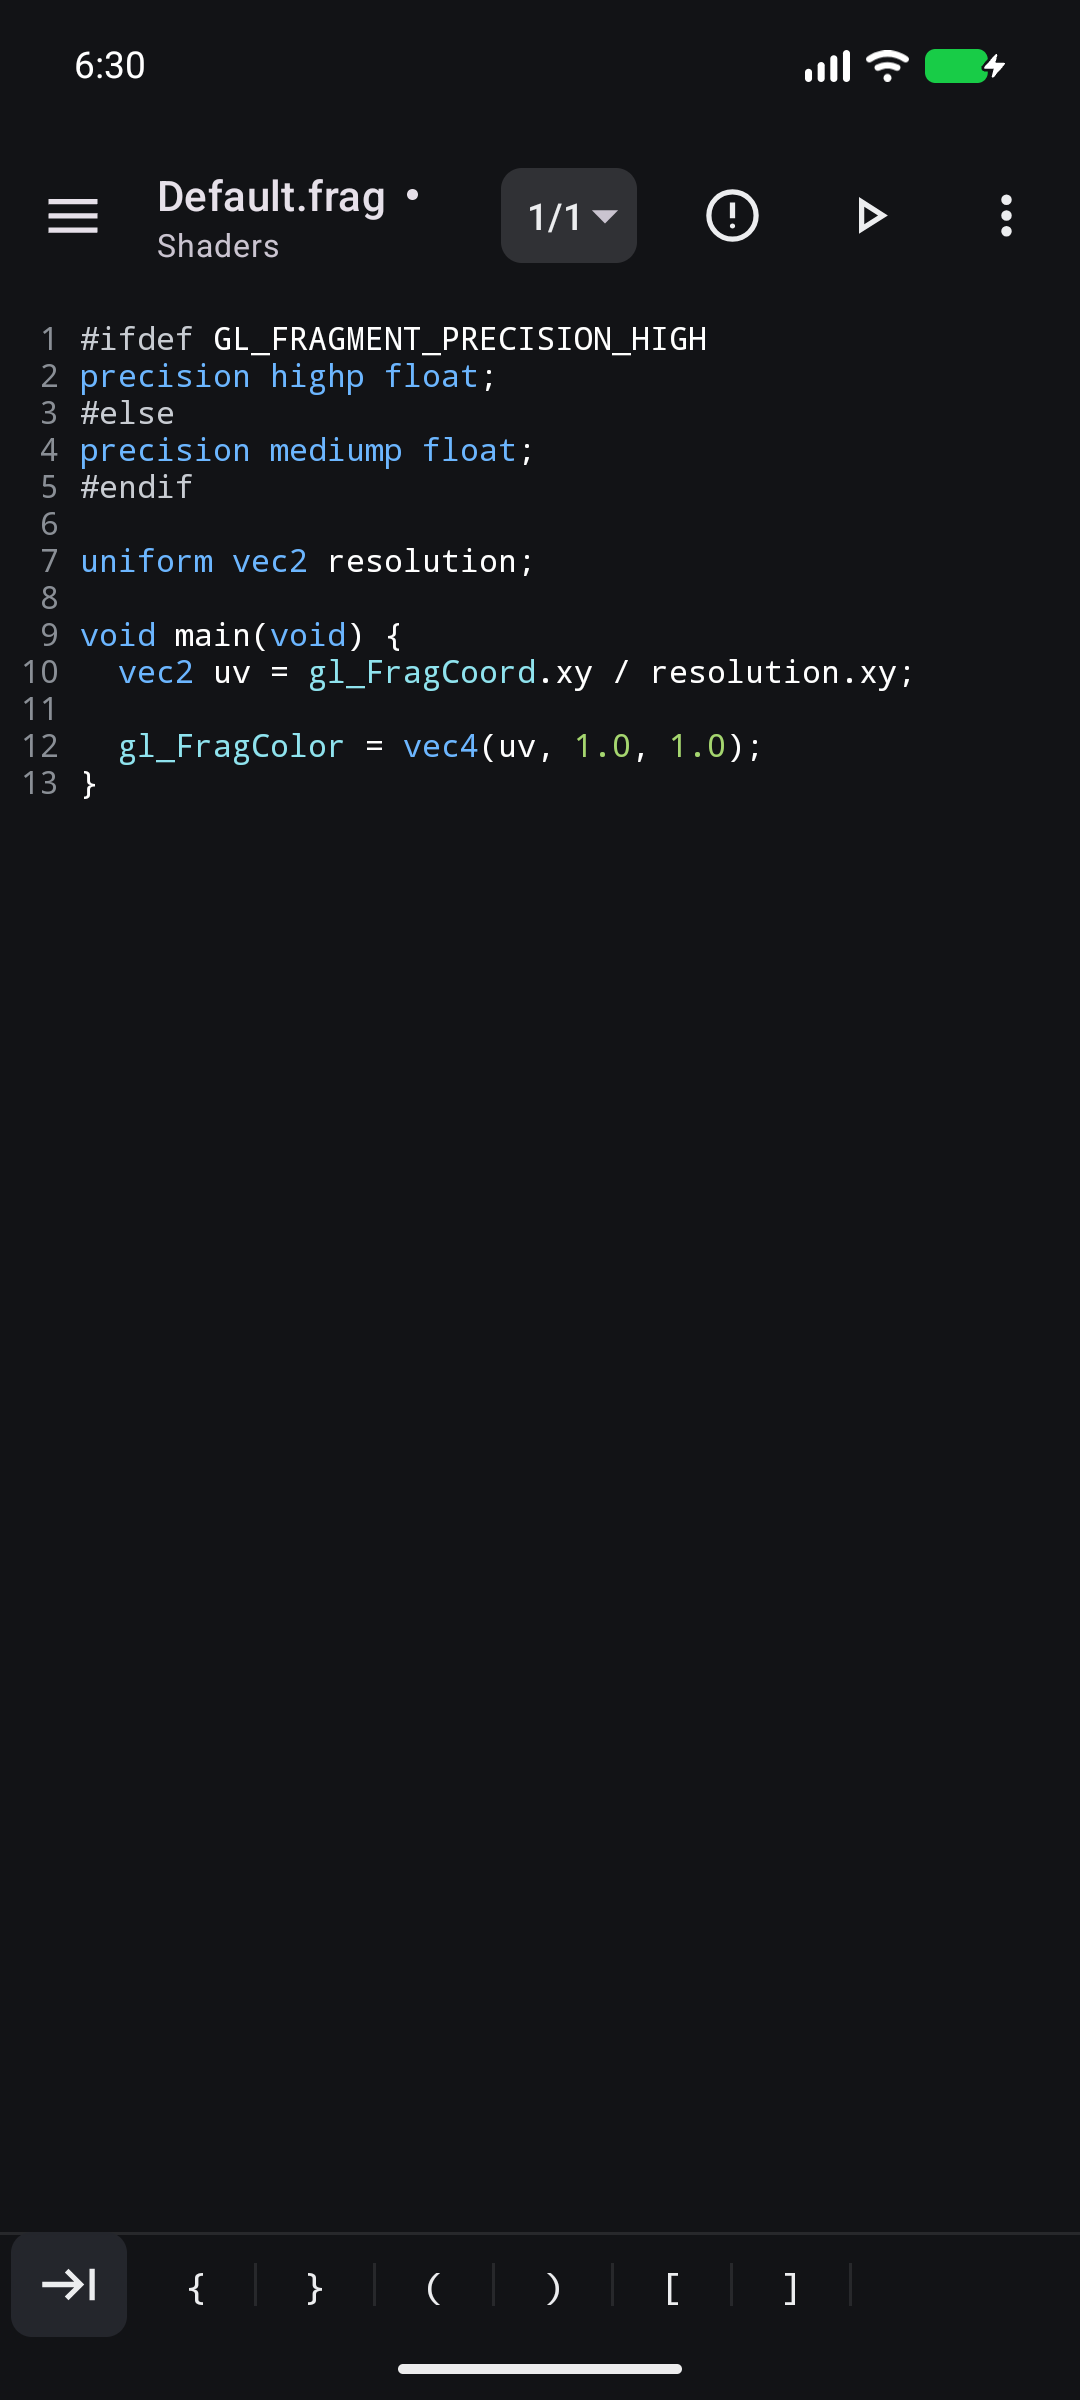 6:30
Default.frag •
Shaders
1/1
1 #ifdef GL_FRAGMENT_PRECISION_HIGH
2 precision highp float;
3 #else
4 precision mediump float;
5 #endif
6
7 uniform vec2 resolution;
8
9 void main(void) {
10   vec2 uv = gl_FragCoord.xy / resolution.xy;
11
12   gl_FragColor = vec4(uv, 1.0, 1.0);
13 }
{ } ( ) [ ]